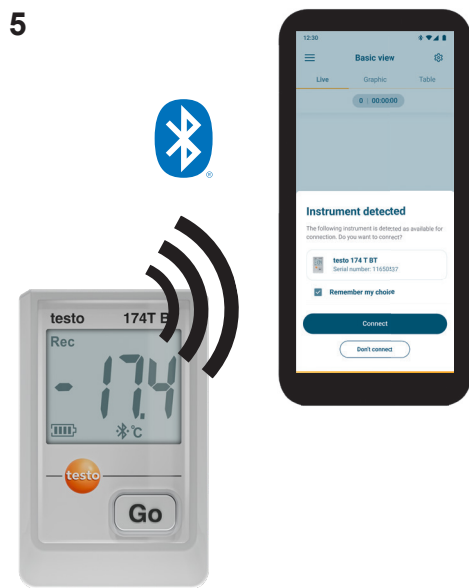 5
12:30
Basic view
Live Graphic Table
0 00:00:00
Instrument detected
The following instrument is detected as available for
connection. Do you want to connect?
testo 174 T BT
Serial number: 11650137
Remember my choice
Connect
Don't connect
testo 174T B
Rec
-17.4
°C
testo
Go